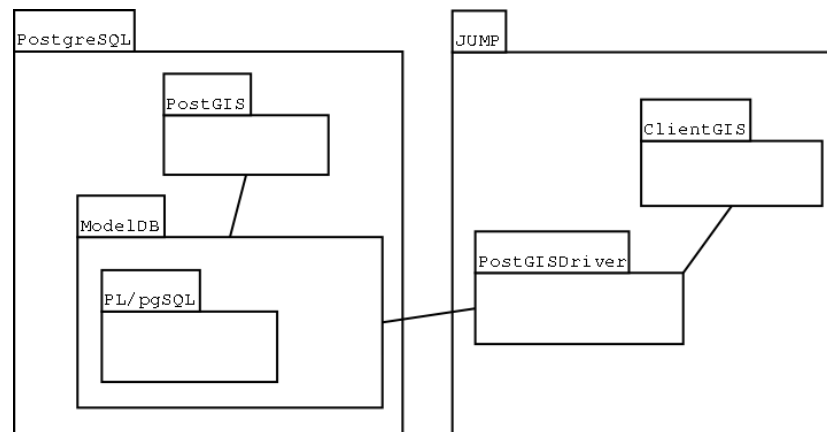 PostgreSQL
PostGIS
ModelDB
PL/pgSQL
JUMP
ClientGIS
PostGISDriver